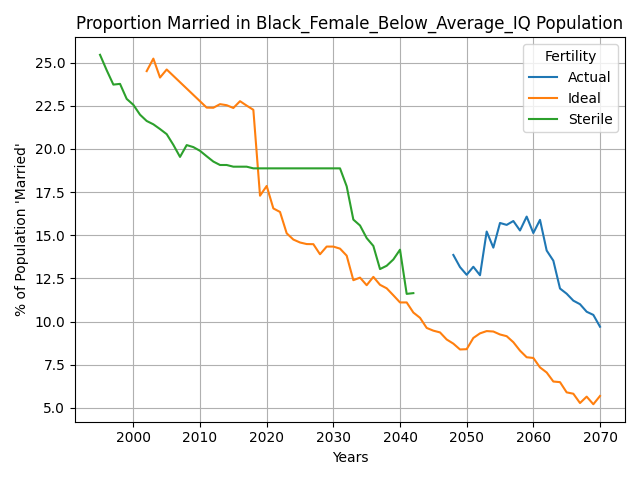 Proportion Married in Black_Female_Below_Average_IQ Population
Fertility
Actual
Ideal
Sterile
% of Population 'Married'
25.0
22.5
20.0
17.5
15.0
12.5
10.0
7.5
5.0
2000 2010 2020 2030 2040 2050 2060 2070
Years